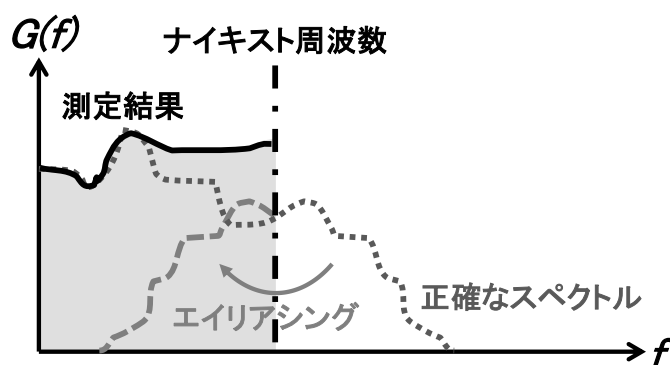 G(f)
ナイキスト周波数
測定結果
正確なスペクトル
エイリアシング
f